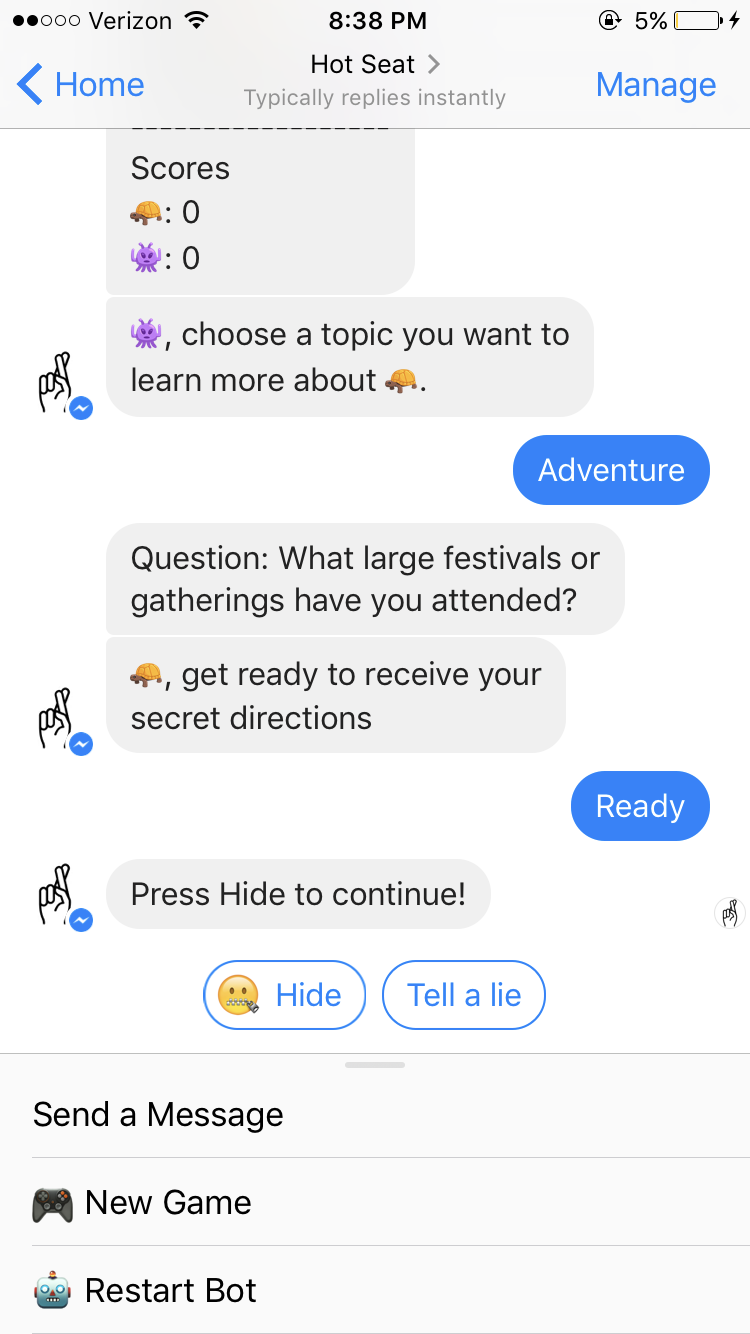 Verizon 8:38 PM 5%
Home Hot Seat Manage
Typically replies instantly
------------------
Scores
🐢: 0
👾: 0
👾, choose a topic you want to
learn more about 🐢.
Adventure
Question: What large festivals or
gatherings have you attended?
🐢, get ready to receive your
secret directions
Ready
Press Hide to continue!
🤐 Hide Tell a lie
Send a Message
🎮 New Game
🤖 Restart Bot